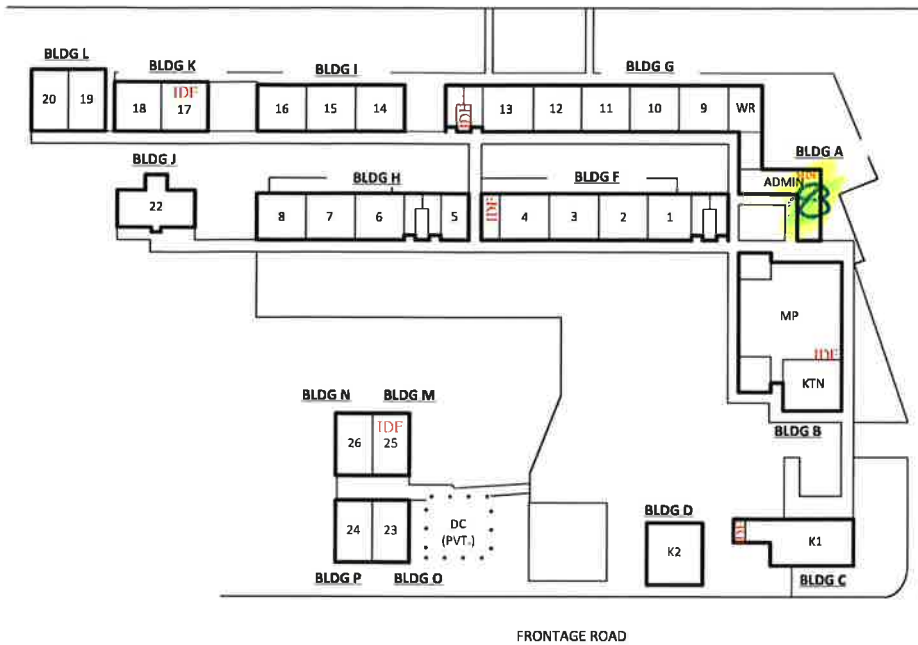 BLDG L
BLDG K
BLDG I
BLDG G
20 19 18 IDF 17 16 15 14 IDF 13 12 11 10 9 WR
BLDG A
ADMIN
BLDG J
BLDG H
BLDG F
22
8 7 6 5 IDF 4 3 2 1
MP
IDF
KTN
BLDG B
BLDG N BLDG M
26 IDF 25
24 23
DC
(PVT.)
BLDG D
K2
IDF K1
BLDG P BLDG O
BLDG C
FRONTAGE ROAD